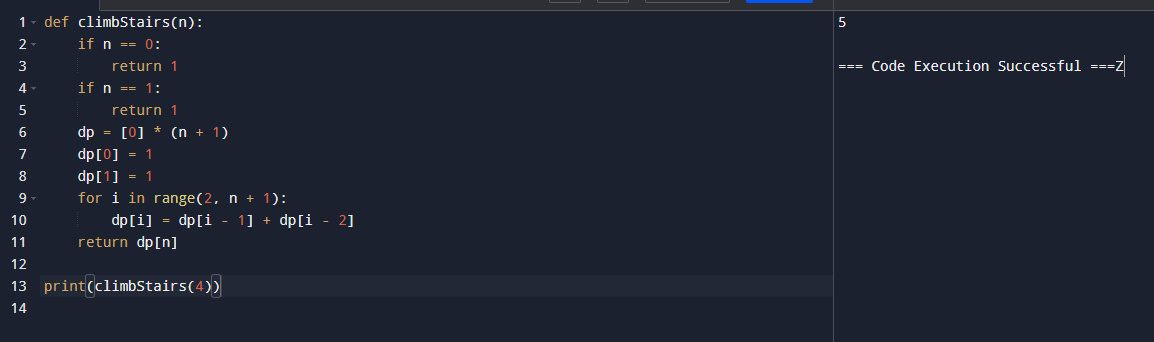 1 def climbStairs(n):
2     if n == 0:
3         return 1
4     if n == 1:
5         return 1
6     dp = [0] * (n + 1)
7     dp[0] = 1
8     dp[1] = 1
9     for i in range(2, n + 1):
10         dp[i] = dp[i - 1] + dp[i - 2]
11     return dp[n]
12
13 print(climbStairs(4))
14
5
=== Code Execution Successful ===Z